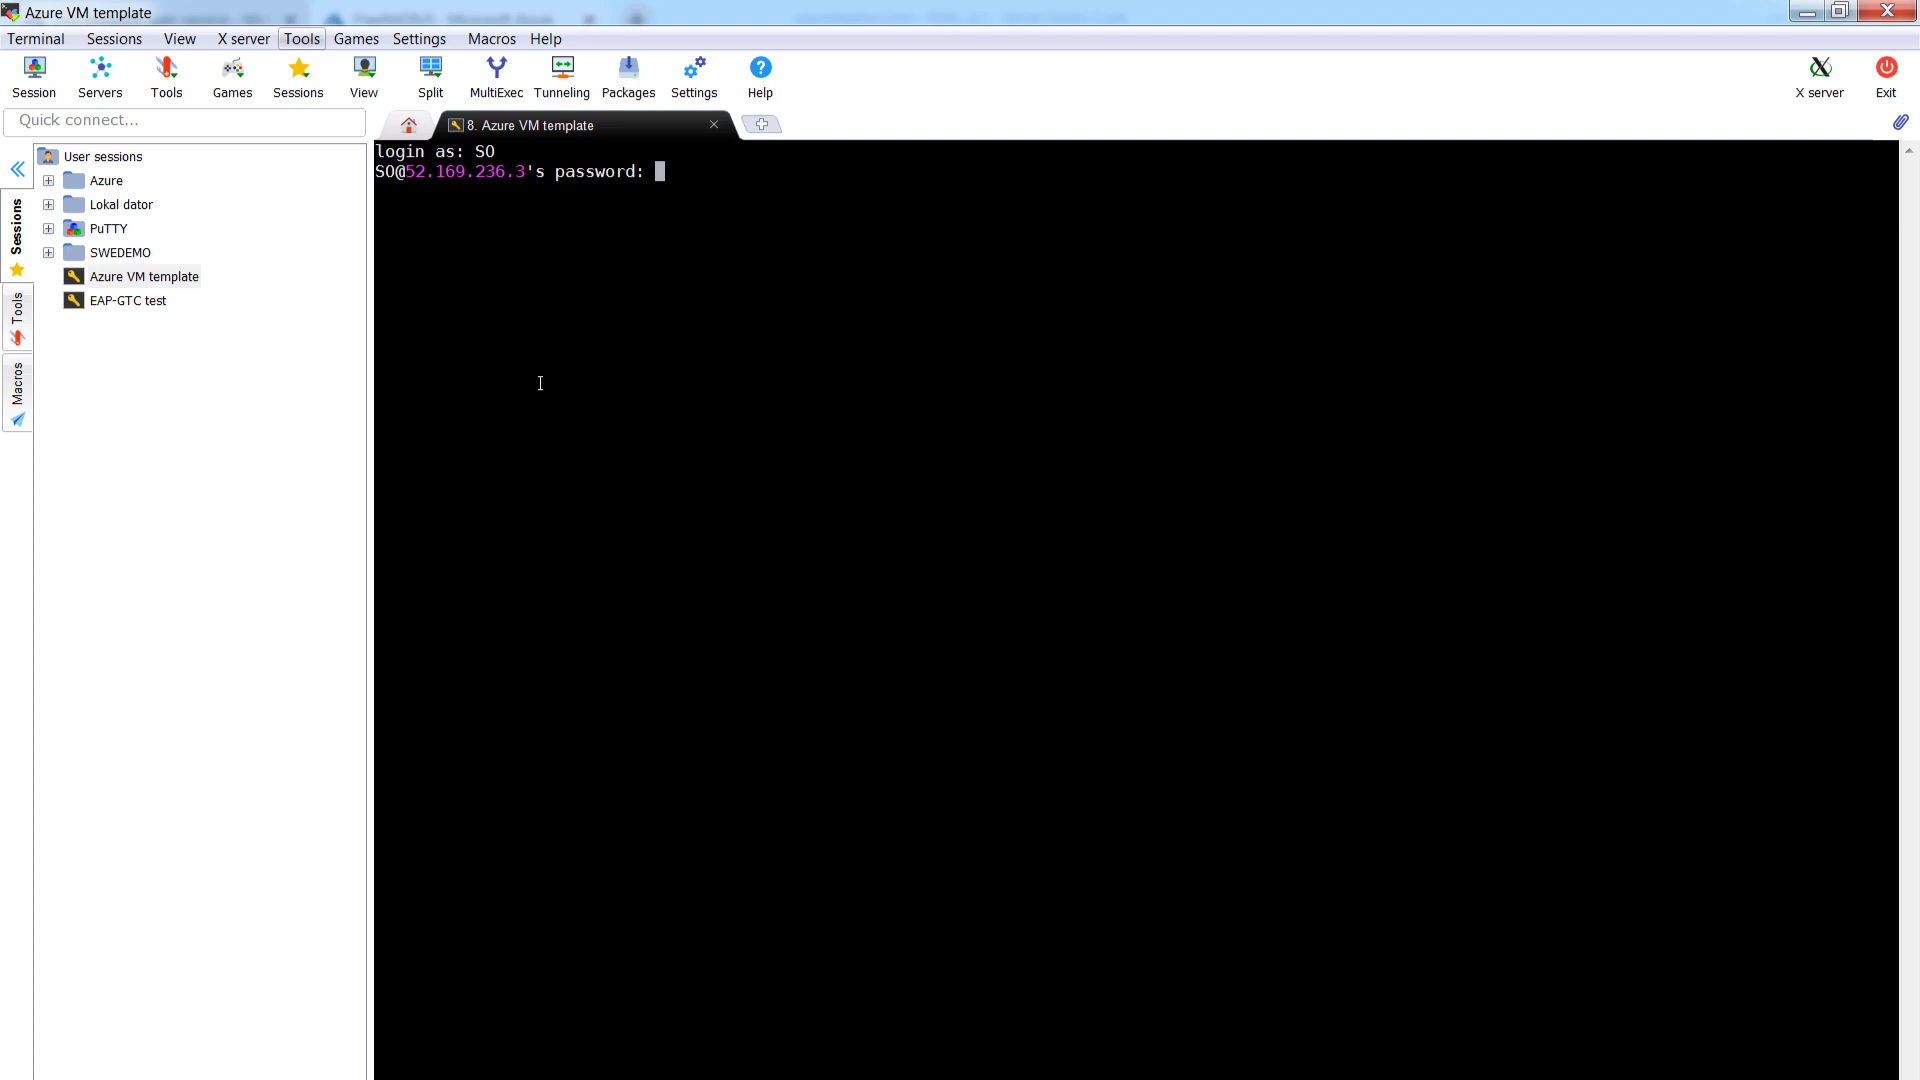 Azure VM template
Terminal Sessions View X server Tools Games Settings Macros Help
Session Servers Tools Games Sessions View Split MultiExec Tunneling Packages Settings Help X server Exit
Quick connect...
8. Azure VM template
login as: SO
SO@52.169.236.3's password:
User sessions
Azure
Lokal dator
PuTTY
SWEDEMO
Azure VM template
EAP-GTC test
Sessions
Tools
Macros